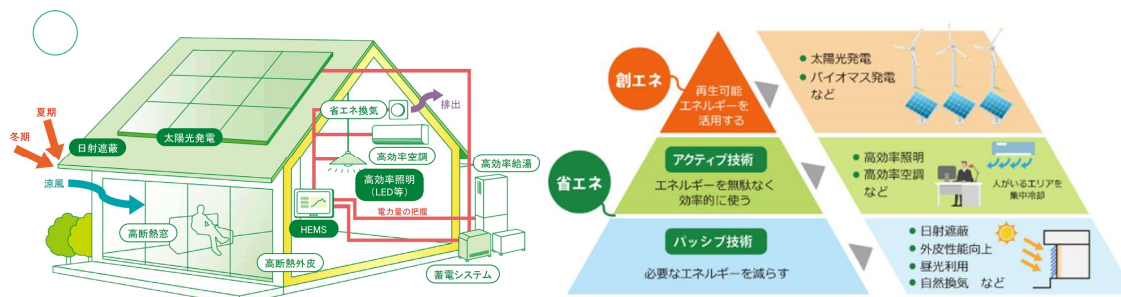 夏期
冬期
日射遮蔽
太陽光発電
涼風
高断熱窓
省エネ換気
排出
高効率空調
高効率給湯
高効率照明
（LED等）
電力量の把握
HEMS
高断熱外皮
蓄電システム
創エネ
再生可能
エネルギーを
活用する
● 太陽光発電
● バイオマス発電
など
省エネ
アクティブ技術
エネルギーを無駄なく
効率的に使う
● 高効率照明
● 高効率空調
など
人がいるエリアを
集中冷却
パッシブ技術
必要なエネルギーを減らす
● 日射遮蔽
● 外皮性能向上
● 昼光利用
● 自然換気　など